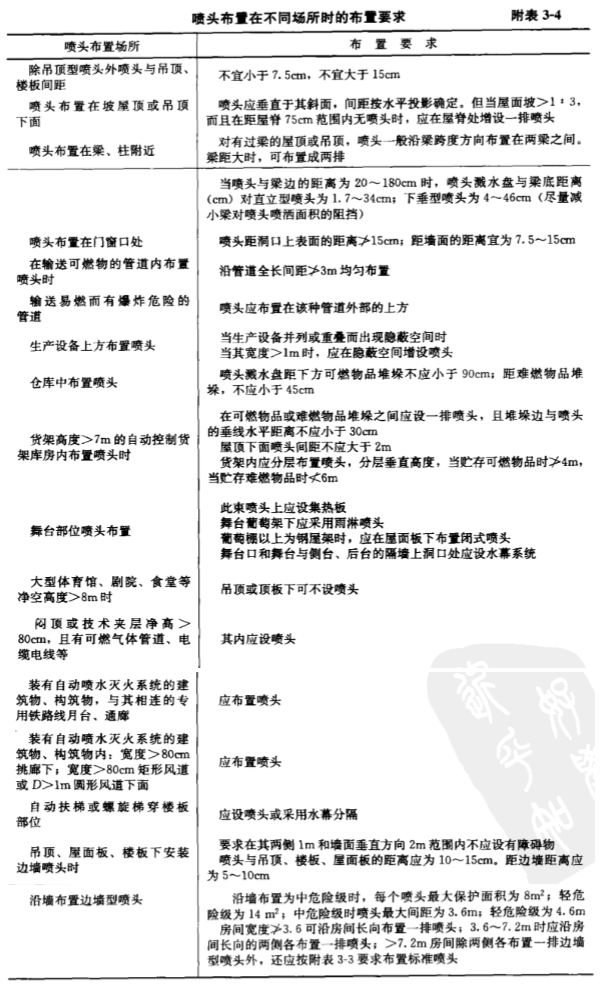 喷头布置在不同场所时的布置要求 附表 3-4
喷头布置场所 布 置 要 求
除吊顶型喷头外喷头与吊顶、
楼板间距
不宜小于 7.5cm，不宜大于 15cm
喷头布置在坡屋顶或吊顶
下面
喷头应垂直于其斜面，间距按水平投影确定。但当屋面坡＞1∶3，
而且在距屋脊 75cm 范围内无喷头时，应在屋脊处增设一排喷头
喷头布置在梁、柱附近
对有过梁的屋顶或吊顶，喷头一般沿梁跨度方向布置在两梁之间。
梁距大时，可布置成两排
当喷头与梁边的距离为 20～180cm 时，喷头溅水盘与梁底距离
(cm) 对直立型喷头为 1.7～34cm；下垂型喷头为 4～46cm（尽量减
小梁对喷头喷洒面积的阻挡）
喷头布置在门窗口处
喷头距洞口上表面的距离≯15cm；距墙面的距离宜为 7.5～15cm
在输送可燃物的管道内布置
喷头时
沿管道全长间距≯3m 均匀布置
输送易燃而有爆炸危险的
管道
喷头应布置在该种管道外部的上方
生产设备上方布置喷头
当生产设备并列或重叠而出现隐蔽空间时
当其宽度＞1m 时，应在隐蔽空间增设喷头
仓库中布置喷头
喷头溅水盘距下方可燃物品堆垛不应小于 90cm；距难燃物品堆
垛，不应小于 45cm
货架高度＞7m 的自动控制货
架库房内布置喷头时
在可燃物品或难燃物品堆垛之间应设一排喷头，且堆垛边与喷头
的垂线水平距离不应小于 30cm
屋顶下面喷头间距不应大于 2m
货架内应分层布置喷头，分层垂直高度，当贮存可燃物品时≯4m，
当贮存难燃物品时≮6m
舞台部位喷头布置
此束喷头上应设集热板
舞台葡萄架下应采用雨淋喷头
葡萄棚以上为钢屋架时，应在屋面板下布置闭式喷头
舞台口和舞台与侧台、后台的隔墙上洞口处应设水幕系统
大型体育馆、剧院、食堂等
净空高度＞8m 时
吊顶或顶板下可不设喷头
闷顶或技术夹层净高＞
80cm，且有可燃气体管道、电
缆电线等
其内应设喷头
装有自动喷水灭火系统的建
筑物、构筑物，与其相连的专
用铁路线月台、通廊
应布置喷头
装有自动喷水灭火系统的建
筑物、构筑物内：宽度＞80cm
挑廊下；宽度＞80cm 矩形风道
或 D＞1m 圆形风道下面
应布置喷头
自动扶梯或螺旋梯穿楼板
部位
应设喷头或采用水幕分隔
吊顶、屋面板、楼板下安装
边墙喷头时
要求在其两侧 1m 和墙面垂直方向 2m 范围内不应设有障碍物
喷头与吊顶、楼板、屋面板的距离应为 10～15cm。距边墙距离应
为 5～10cm
沿墙布置边墙型喷头
沿墙布置为中危险级时，每个喷头最大保护面积为 8m²；轻危
险级为 14 m²；中危险级时喷头最大间距为 3.6m；轻危险级为 4.6m
房间宽度≯3.6 可沿房间长向布置一排喷头；3.6～7.2m 时应沿房
间长向的两侧各布置一排喷头；＞7.2m 房间除两侧各布置一排边墙
型喷头外，还应按附表 3-3 要求布置标准喷头